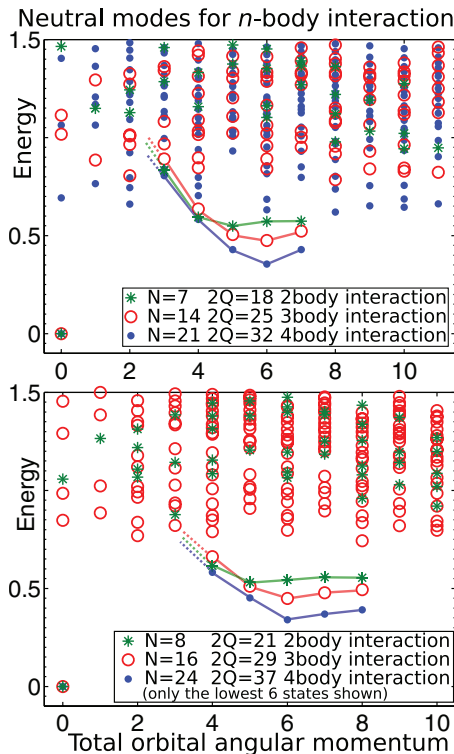 Neutral modes for n-body interaction
1.5
1
0.5
0
Energy
N=7 2Q=18 2body interaction
N=14 2Q=25 3body interaction
N=21 2Q=32 4body interaction
0 2 4 6 8 10
1.5
1
0.5
0
Energy
N=8 2Q=21 2body interaction
N=16 2Q=29 3body interaction
N=24 2Q=37 4body interaction
(only the lowest 6 states shown)
0 2 4 6 8 10
Total orbital angular momentum